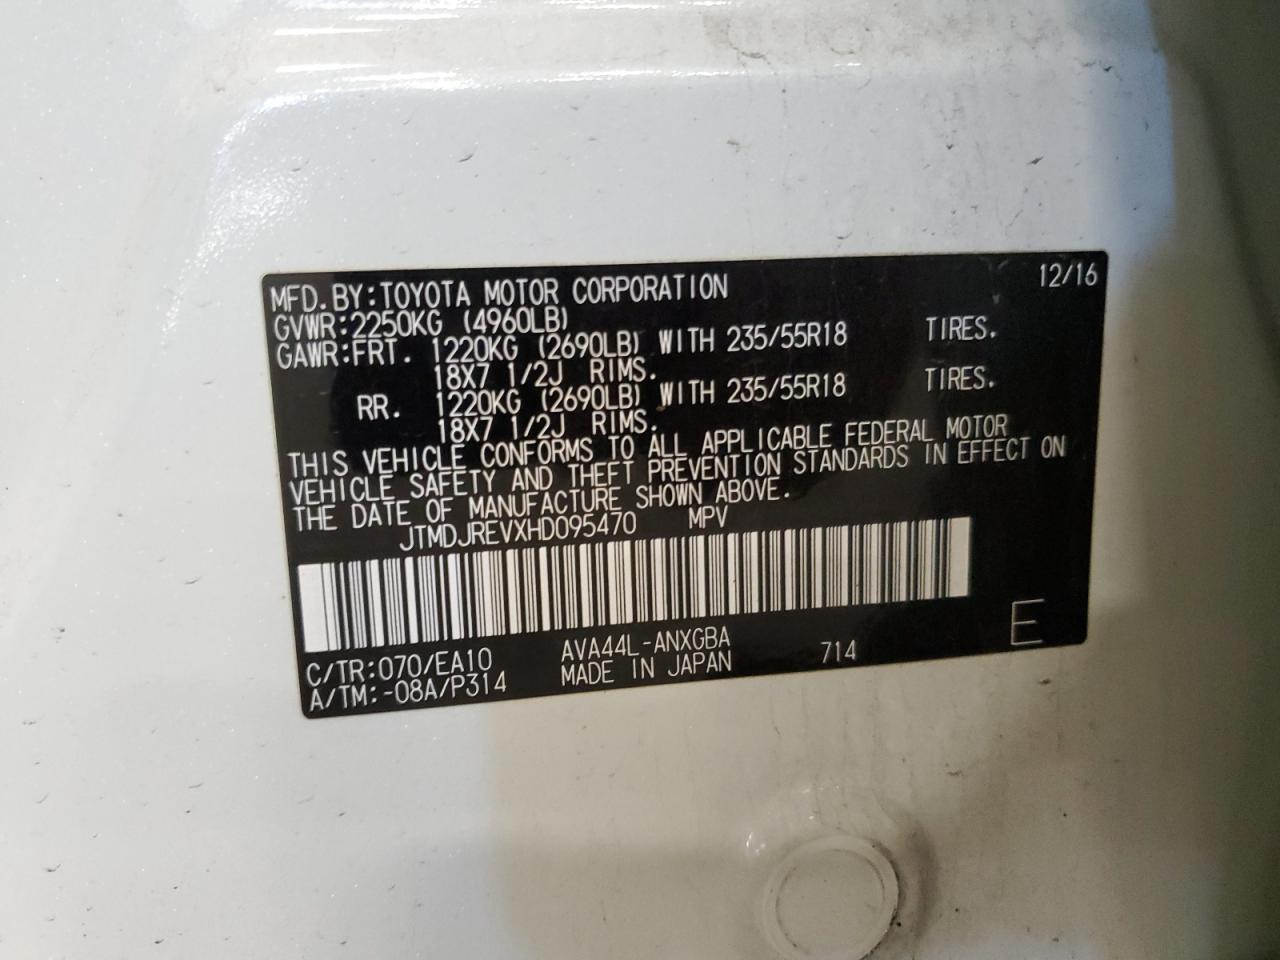 MFD. BY:TOYOTA MOTOR CORPORATION 12/16
GVWR:2250KG (4960LB)
GAWR:FRT. 1220KG (2690LB) WITH 235/55R18 TIRES.
18X7 1/2J RIMS.
RR. 1220KG (2690LB) WITH 235/55R18 TIRES.
18X7 1/2J RIMS.
THIS VEHICLE CONFORMS TO ALL APPLICABLE FEDERAL MOTOR
VEHICLE SAFETY AND THEFT PREVENTION STANDARDS IN EFFECT ON
THE DATE OF MANUFACTURE SHOWN ABOVE.
JTMDJREVXHD095470 MPV
C/TR:070/EA10 AVA44L-ANXGBA 714 E
A/TM:-08A/P314 MADE IN JAPAN